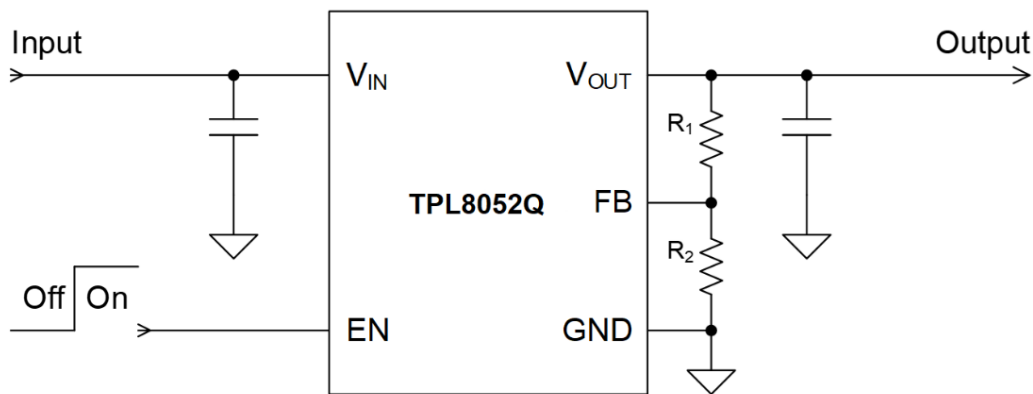 Input
Output
V_IN
V_OUT
R_1
TPL8052Q
FB
R_2
Off
On
EN
GND